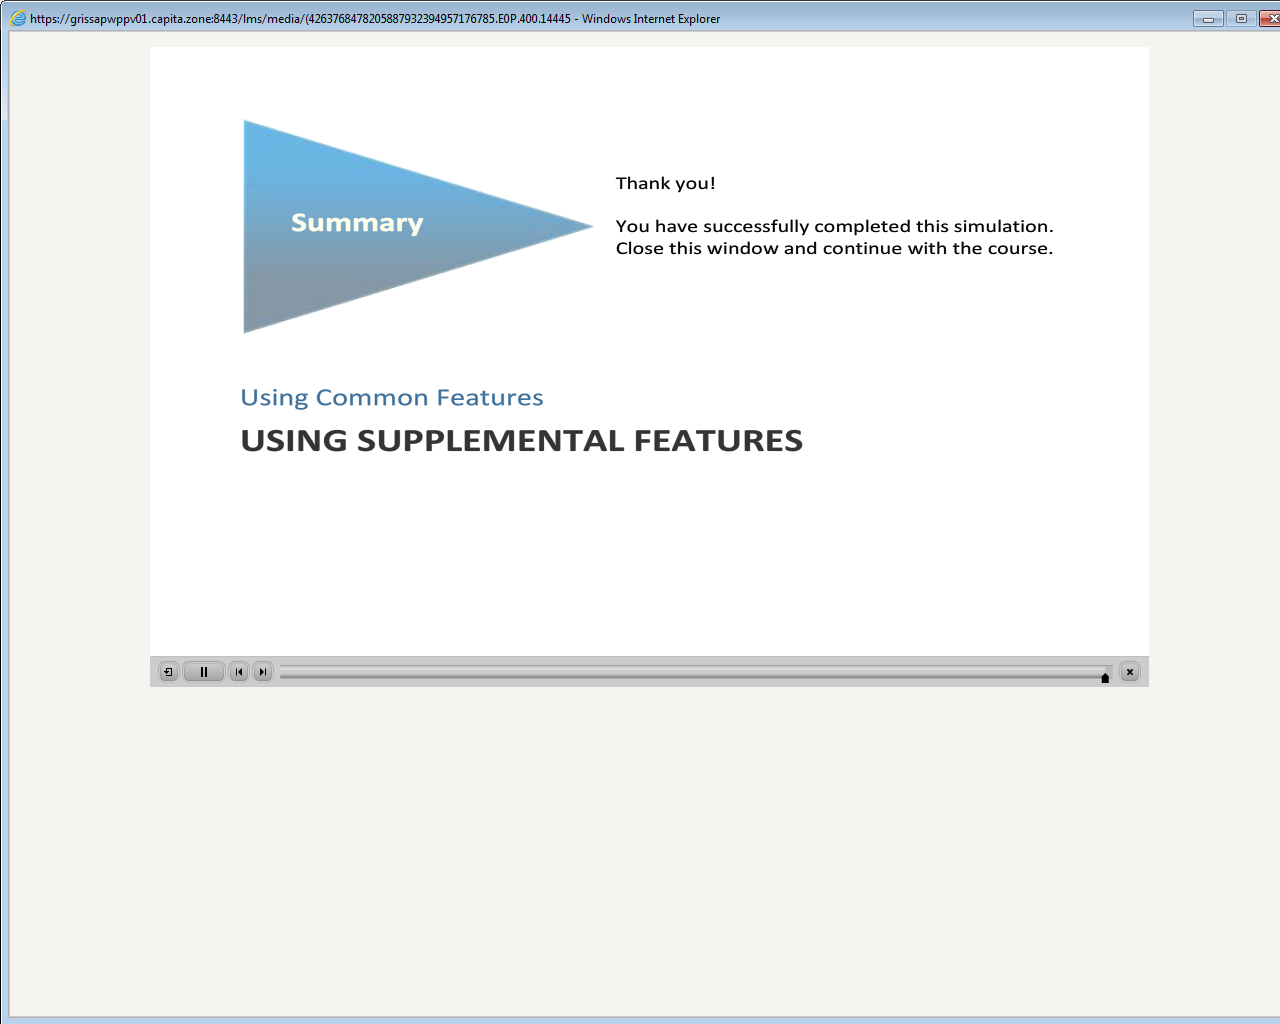 https://grissapwppv01.capita.zone:8443/lms/media/(4263768478205887932394957176785.E0P.400.14445 - Windows Internet Explorer
Summary
Thank you!
You have successfully completed this simulation.
Close this window and continue with the course.
Using Common Features
USING SUPPLEMENTAL FEATURES